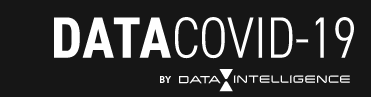 DATACOVID-19
BY DATA INTELLIGENCE